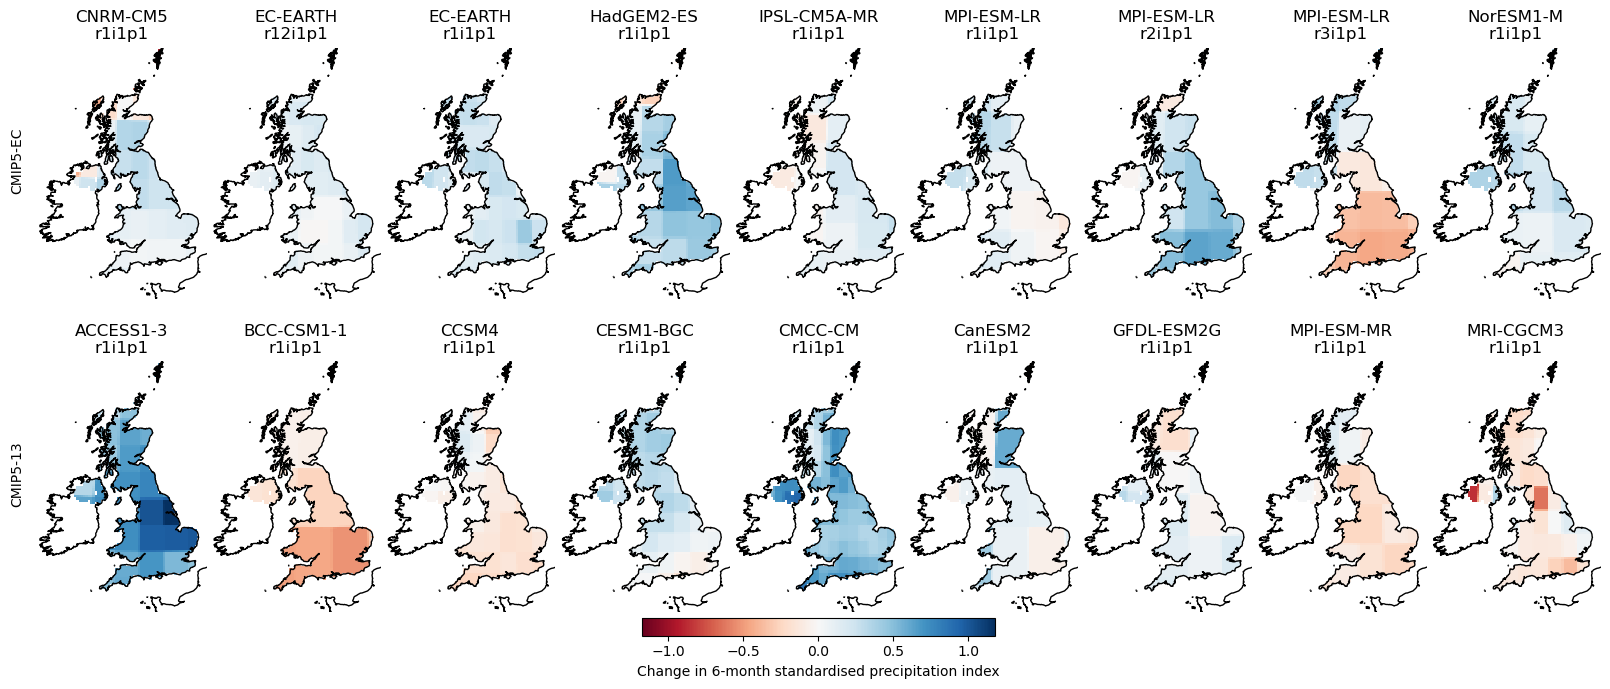 CNRM-CM5 EC-EARTH EC-EARTH HadGEM2-ES IPSL-CM5A-MR MPI-ESM-LR MPI-ESM-LR MPI-ESM-LR NorESM1-M
r1i1p1 r12i1p1 r1i1p1 r1i1p1 r1i1p1 r1i1p1 r2i1p1 r3i1p1 r1i1p1
CMIP5-EC
ACCESS1-3 BCC-CSM1-1 CCSM4 CESM1-BGC CMCC-CM CanESM2 GFDL-ESM2G MPI-ESM-MR MRI-CGCM3
r1i1p1 r1i1p1 r1i1p1 r1i1p1 r1i1p1 r1i1p1 r1i1p1 r1i1p1 r1i1p1
CMIP5-13
−1.0 −0.5 0.0 0.5 1.0
Change in 6-month standardised precipitation index